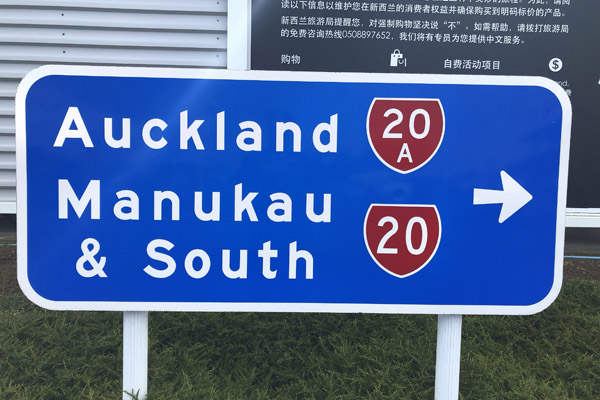 读以下信息以维护您在新西兰的消费者权益并确保购买到明码标价的产品。
新西兰旅游局提醒您，对强制购物坚决说“不”。如需帮助，请拨打旅游局
的免费咨询热线0508897652，我们将有专员为您提供中文服务。
购物
自费活动项目
$
Auckland 20A
Manukau 20
& South